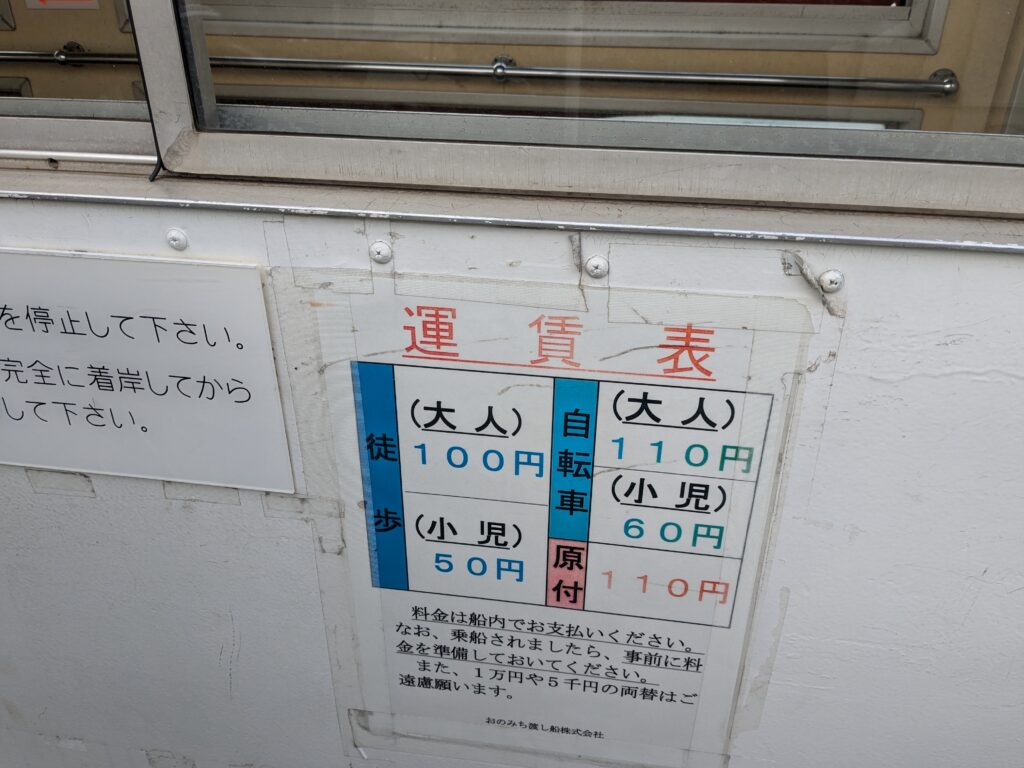 を停止して下さい。
完全に着岸してから
して下さい。
運賃表
徒歩
(大人)
100円
(小児)
50円
自転車
(大人)
110円
(小児)
60円
原付
110円
料金は船内でお支払いください。
なお、乗船されましたら、事前に料
金を準備しておいてください。
また、1万円や5千円の両替はご
遠慮願います。
おのみち渡し船株式会社